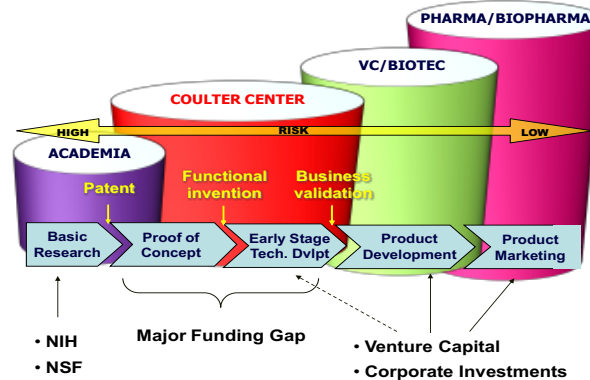 PHARMA/BIOPHARMA
VC/BIOTEC
COULTER CENTER
HIGH
RISK
LOW
ACADEMIA
Patent
Functional
invention
Business
validation
Basic
Research
Proof of
Concept
Early Stage
Tech. Dvlpt
Product
Development
Product
Marketing
• NIH
• NSF
Major Funding Gap
• Venture Capital
• Corporate Investments